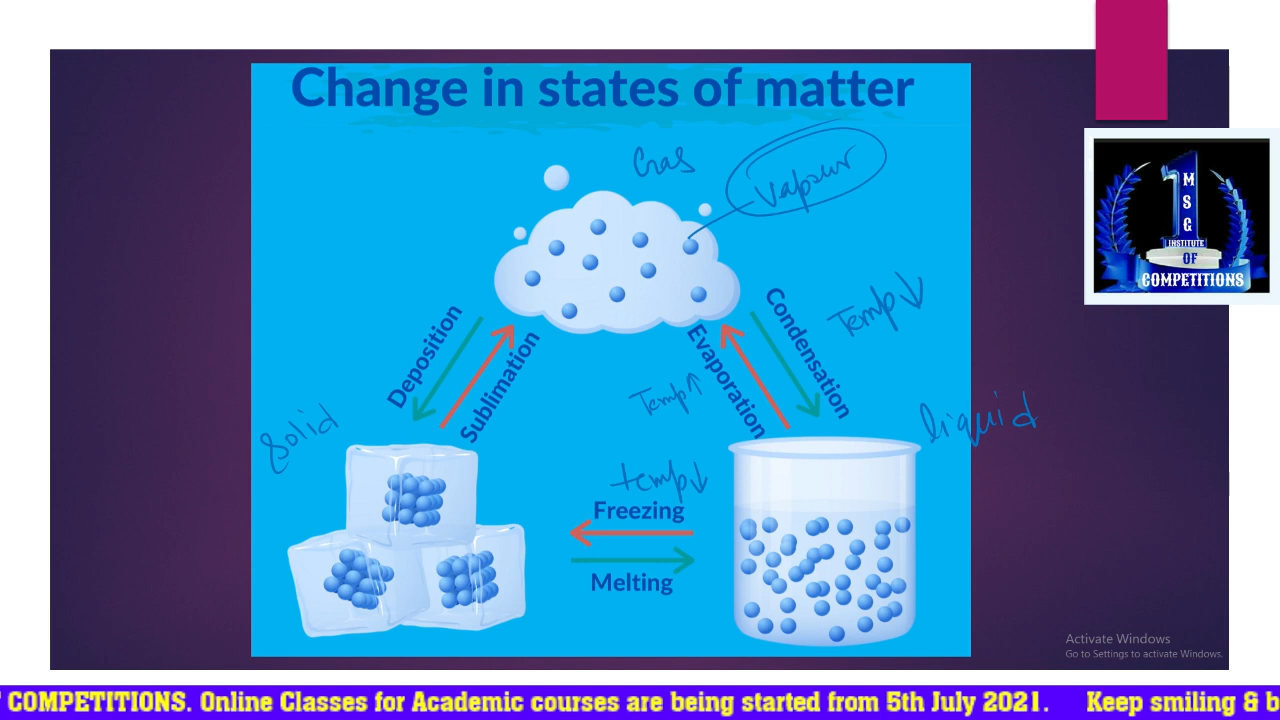 Change in states of matter
Gas
vapour
M
S
G
INSTITUTE
OF
COMPETITIONS
Deposition
Sublimation
Evaporation
Condensation
Temp↓
Temp↑
solid
liquid
temp↓
Freezing
Melting
Activate Windows
Go to Settings to activate Windows.
COMPETITIONS. Online Classes for Academic courses are being started from 5th July 2021. Keep smiling & b